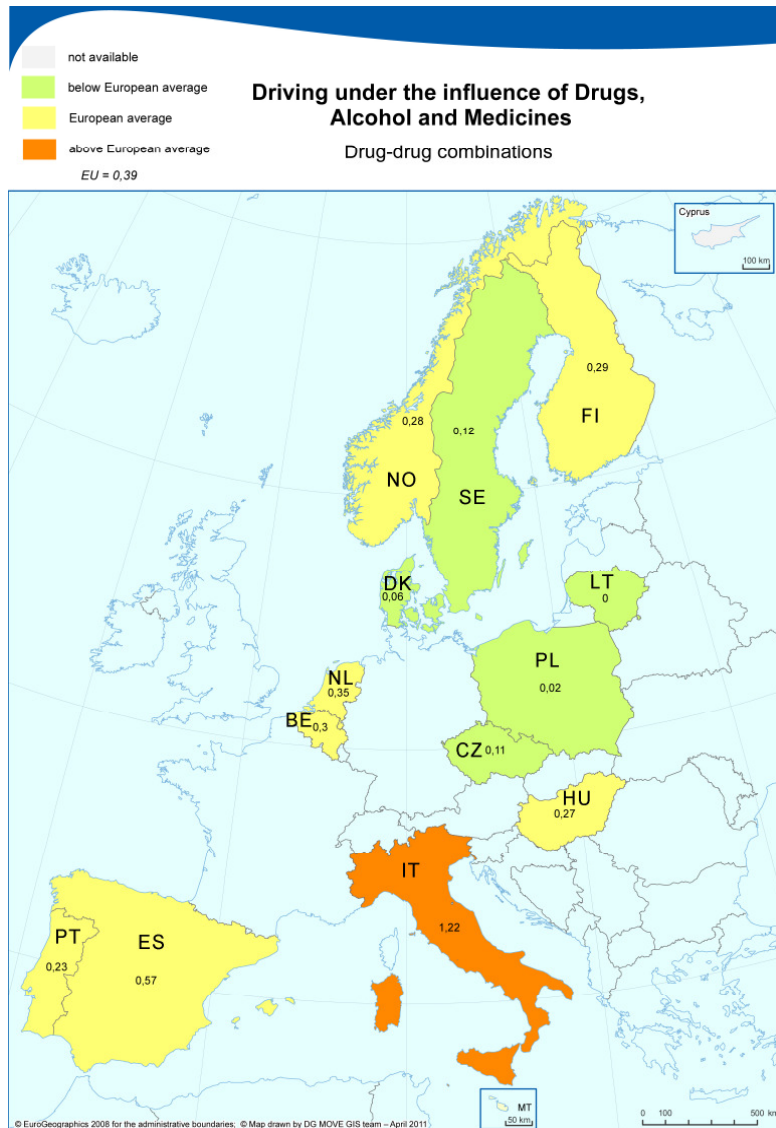 not available
below European average
European average
above European average
EU = 0,39
Driving under the influence of Drugs,
Alcohol and Medicines
Drug-drug combinations
Cyprus
100 km
0,29
FI
0,28
NO
0,12
SE
DK
0,06
LT
0
PL
0,02
NL
0,35
BE 0,3
CZ 0,11
HU
0,27
IT
1,22
PT
0,23
ES
0,57
MT
50 km
0 100 500 km
© EuroGeographics 2008 for the administrative boundaries; © Map drawn by DG MOVE GIS team – April 2011